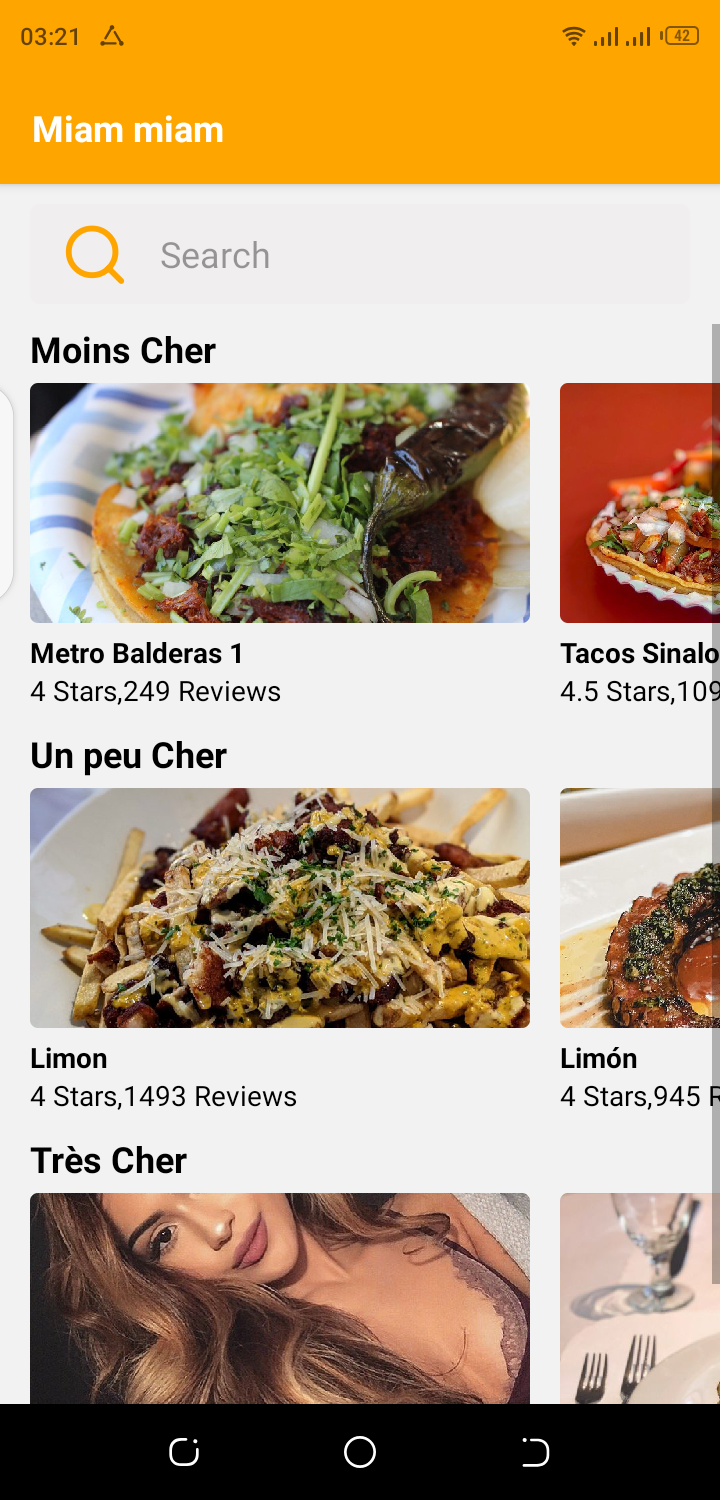 03:21
42
Miam miam
Search
Moins Cher
Metro Balderas 1
4 Stars,249 Reviews
Tacos Sinalo
4.5 Stars,109
Un peu Cher
Limon
4 Stars,1493 Reviews
Limón
4 Stars,945 R
Très Cher